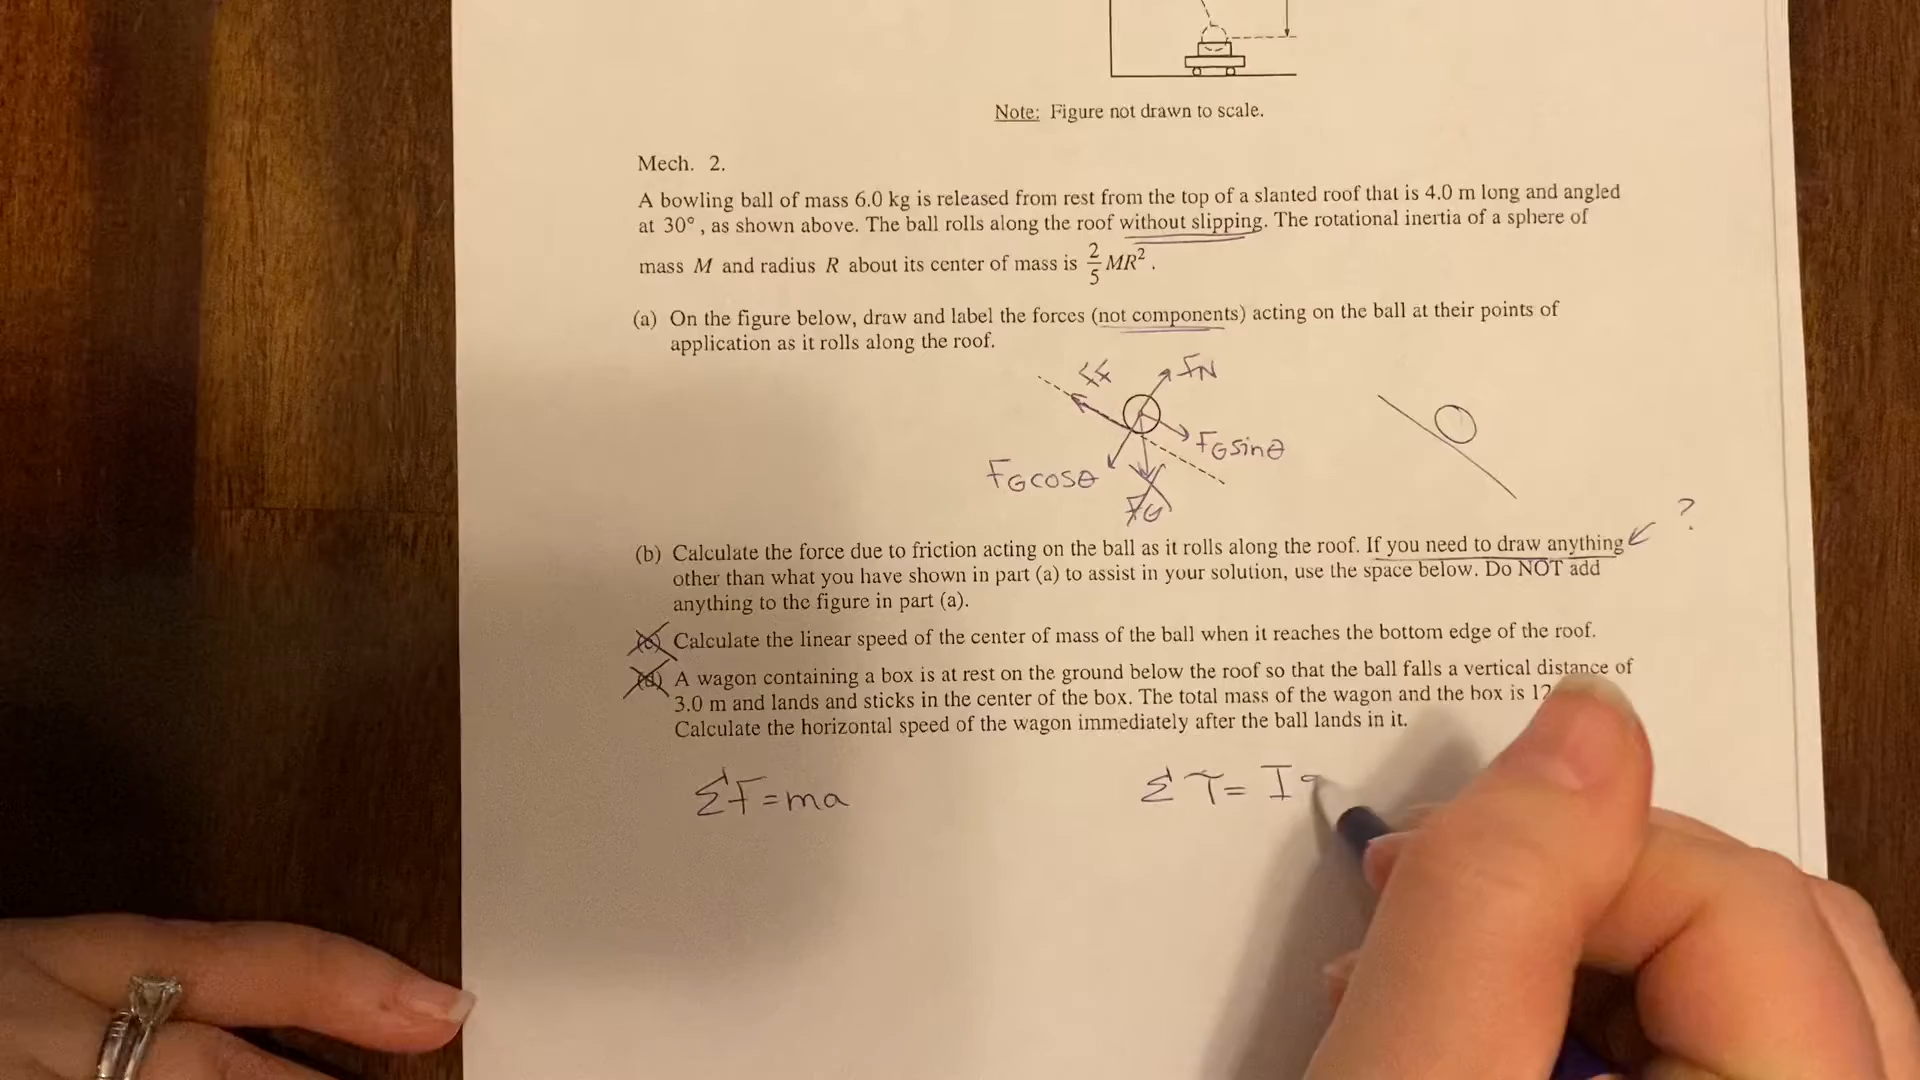 Note: Figure not drawn to scale.
Mech. 2.
A bowling ball of mass 6.0 kg is released from rest from the top of a slanted roof that is 4.0 m long and angled
at 30°, as shown above. The ball rolls along the roof without slipping. The rotational inertia of a sphere of
mass M and radius R about its center of mass is 2/5 MR².
(a) On the figure below, draw and label the forces (not components) acting on the ball at their points of
application as it rolls along the roof.
FN
FG sinθ
FG cosθ
FG
?
(b) Calculate the force due to friction acting on the ball as it rolls along the roof. If you need to draw anything
other than what you have shown in part (a) to assist in your solution, use the space below. Do NOT add
anything to the figure in part (a).
(c) Calculate the linear speed of the center of mass of the ball when it reaches the bottom edge of the roof.
(d) A wagon containing a box is at rest on the ground below the roof so that the ball falls a vertical distance of
3.0 m and lands and sticks in the center of the box. The total mass of the wagon and the box is 12
Calculate the horizontal speed of the wagon immediately after the ball lands in it.
ΣF = ma
Στ = I